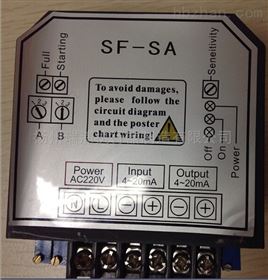 Full
Starting
SF-SA
Seneitivity
To avoid damages,
please follow the
circuit diagram
and the poster
chart wiring!
Off
On
Power
A
B
Power
AC220V
Input
4~20mA
Output
4~20mA
N
L